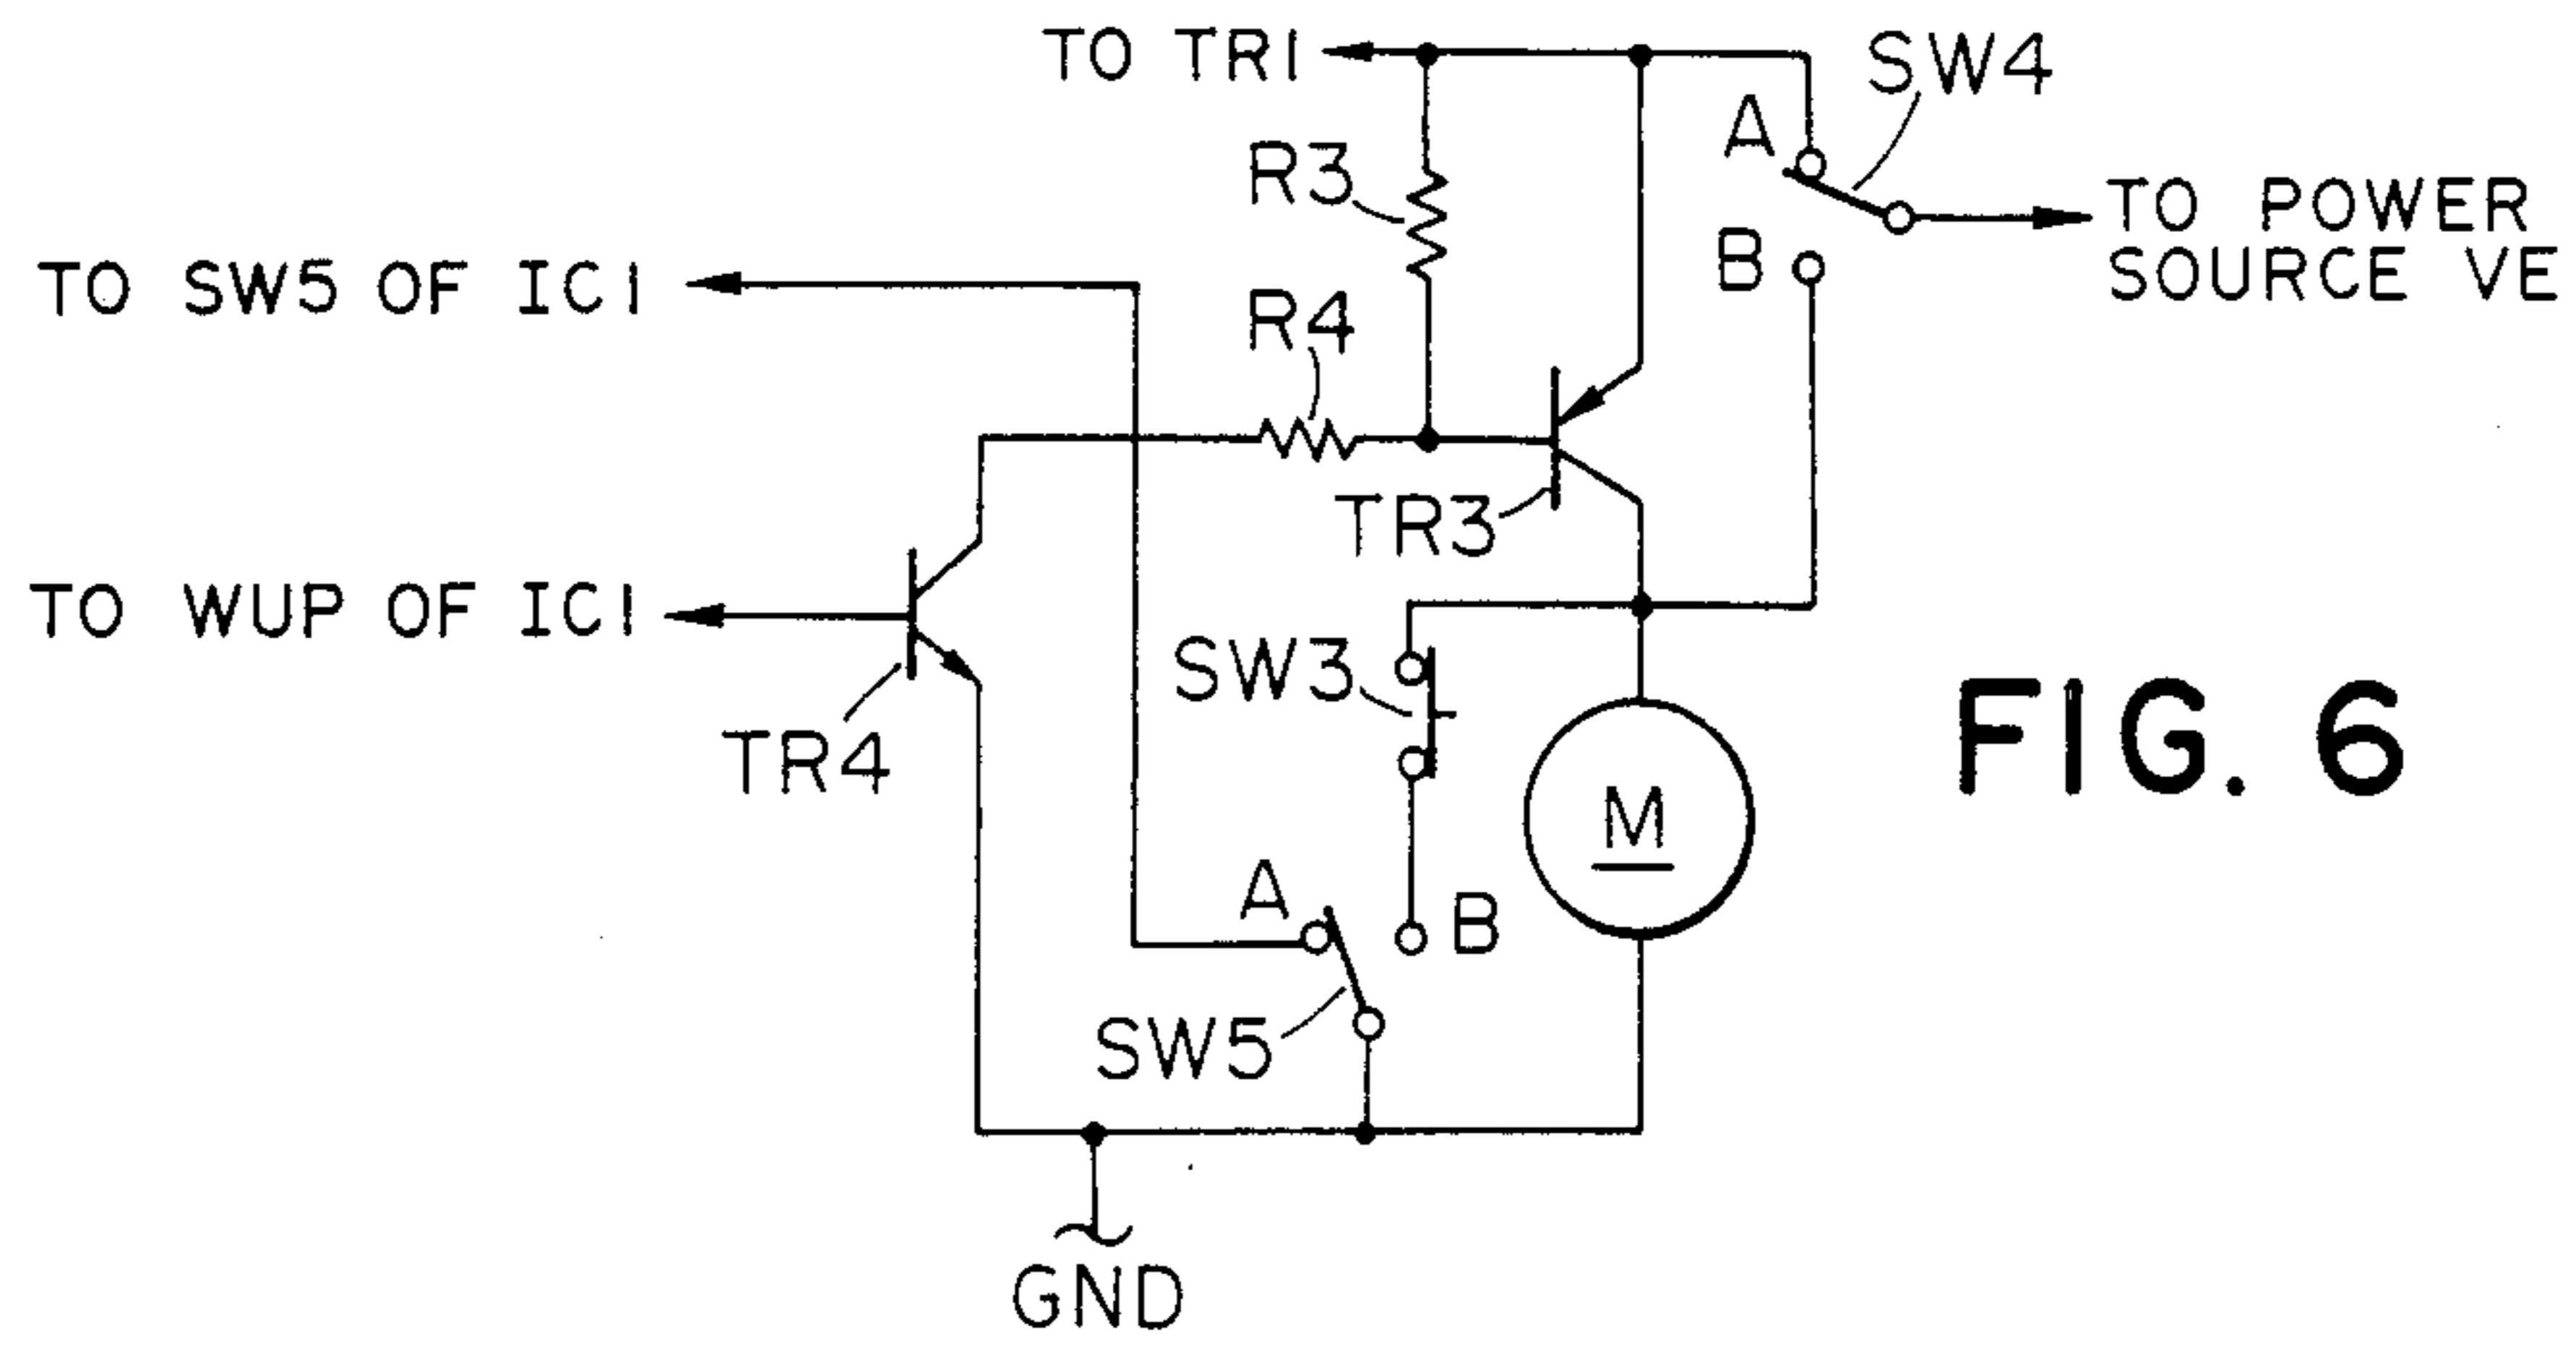 TO TR1
SW4
A
R3
TO POWER
SOURCE VE
B
TO SW5 OF IC1
R4
TR3
TO WUP OF IC1
SW3
FIG. 6
TR4
M
A
B
SW5
GND